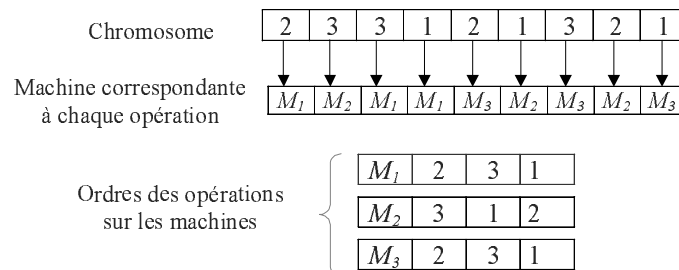 Chromosome 2 3 3 1 2 1 3 2 1
Machine correspondante
à chaque opération
M1 M2 M1 M1 M3 M2 M3 M2 M3
Ordres des opérations
sur les machines
M1 2 3 1
M2 3 1 2
M3 2 3 1